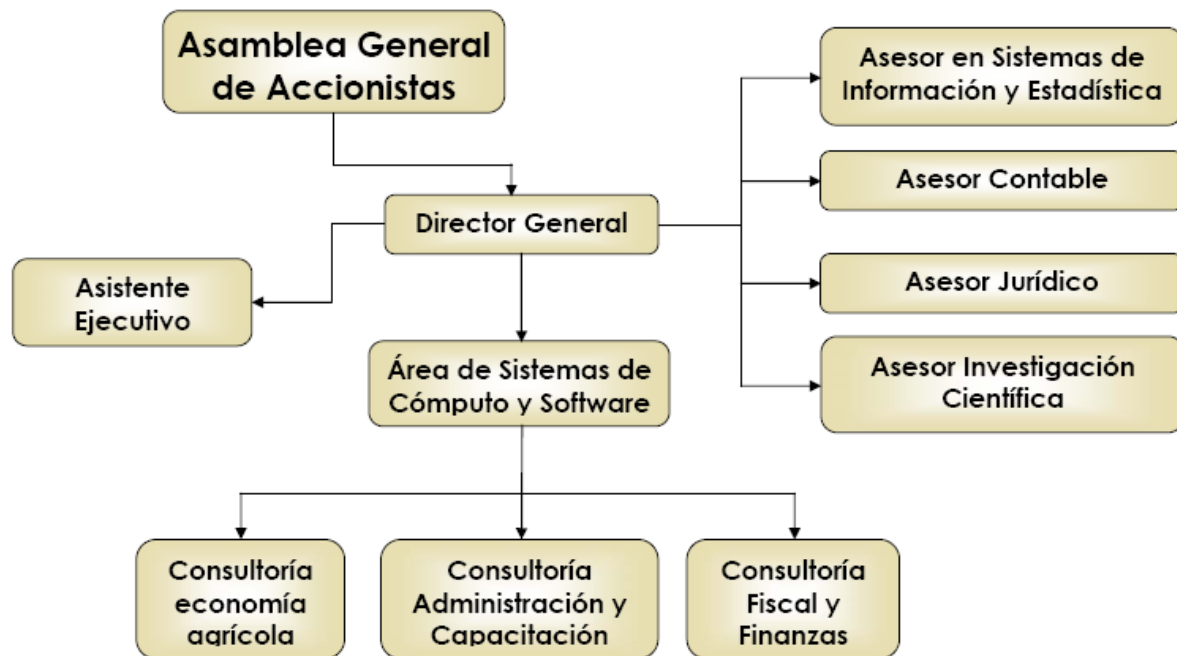 Asamblea General
de Accionistas
Asesor en Sistemas de
Información y Estadística
Asesor Contable
Director General
Asesor Jurídico
Asistente
Ejecutivo
Área de Sistemas de
Cómputo y Software
Asesor Investigación
Científica
Consultoría
economía
agrícola
Consultoría
Administración y
Capacitación
Consultoría
Fiscal y
Finanzas